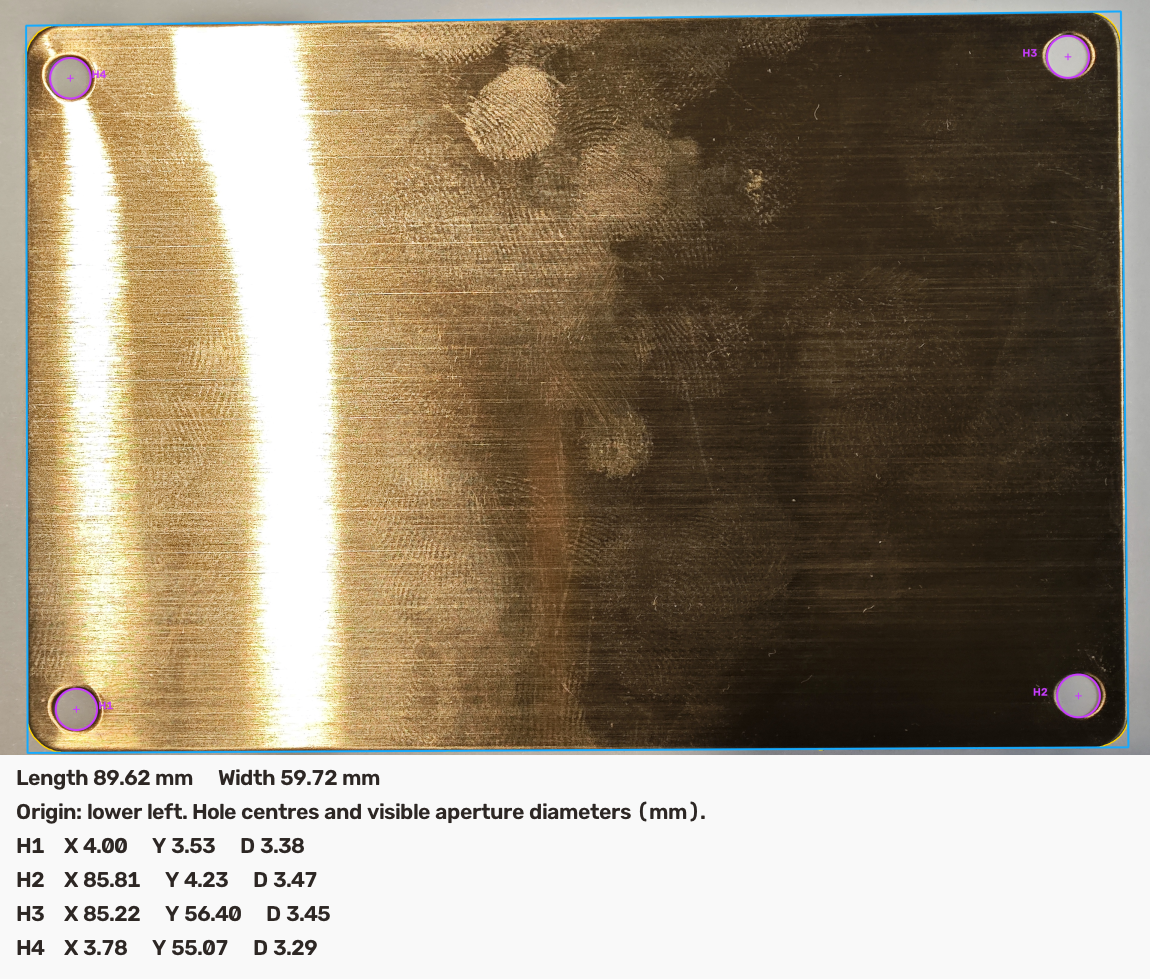 H4
H3
H1
H2
Length 89.62 mm Width 59.72 mm
Origin: lower left. Hole centres and visible aperture diameters (mm).
H1 X 4.00 Y 3.53 D 3.38
H2 X 85.81 Y 4.23 D 3.47
H3 X 85.22 Y 56.40 D 3.45
H4 X 3.78 Y 55.07 D 3.29